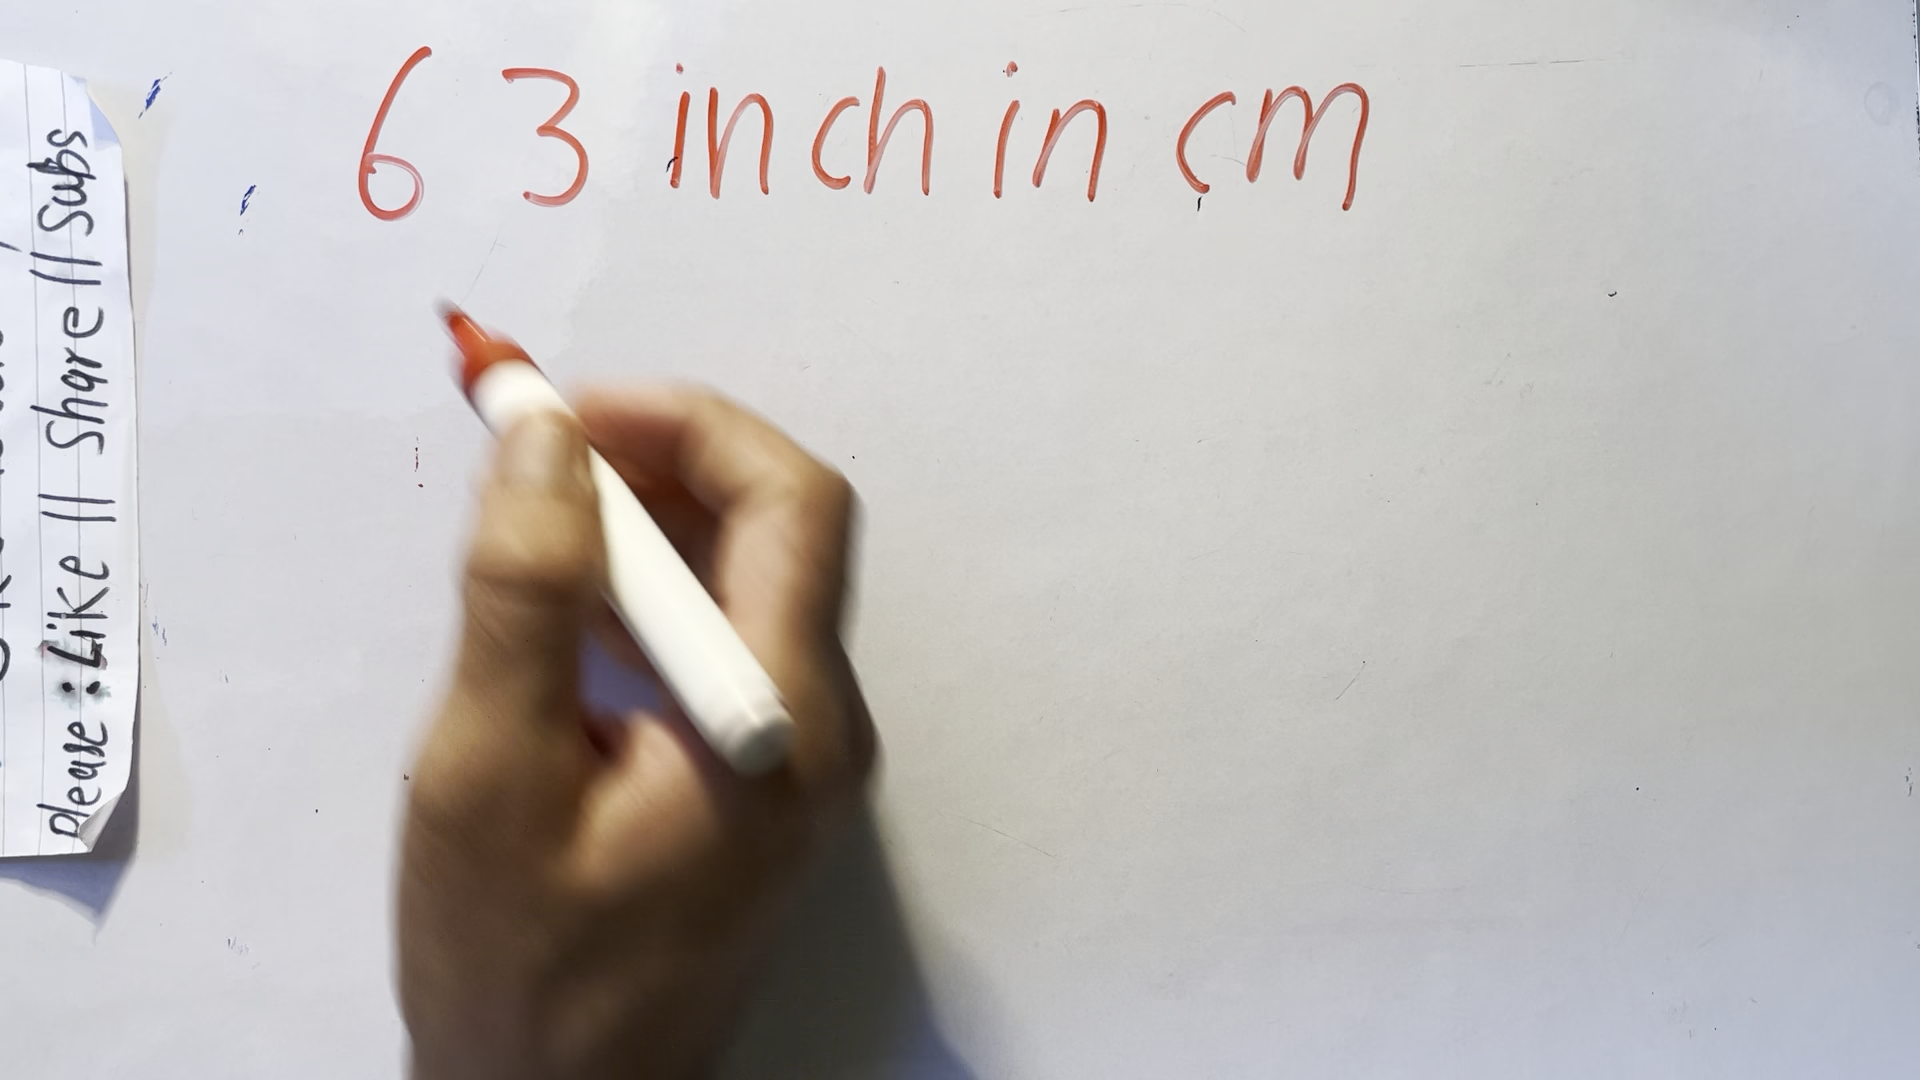 63 inch in cm
please : Like || Share || Subs